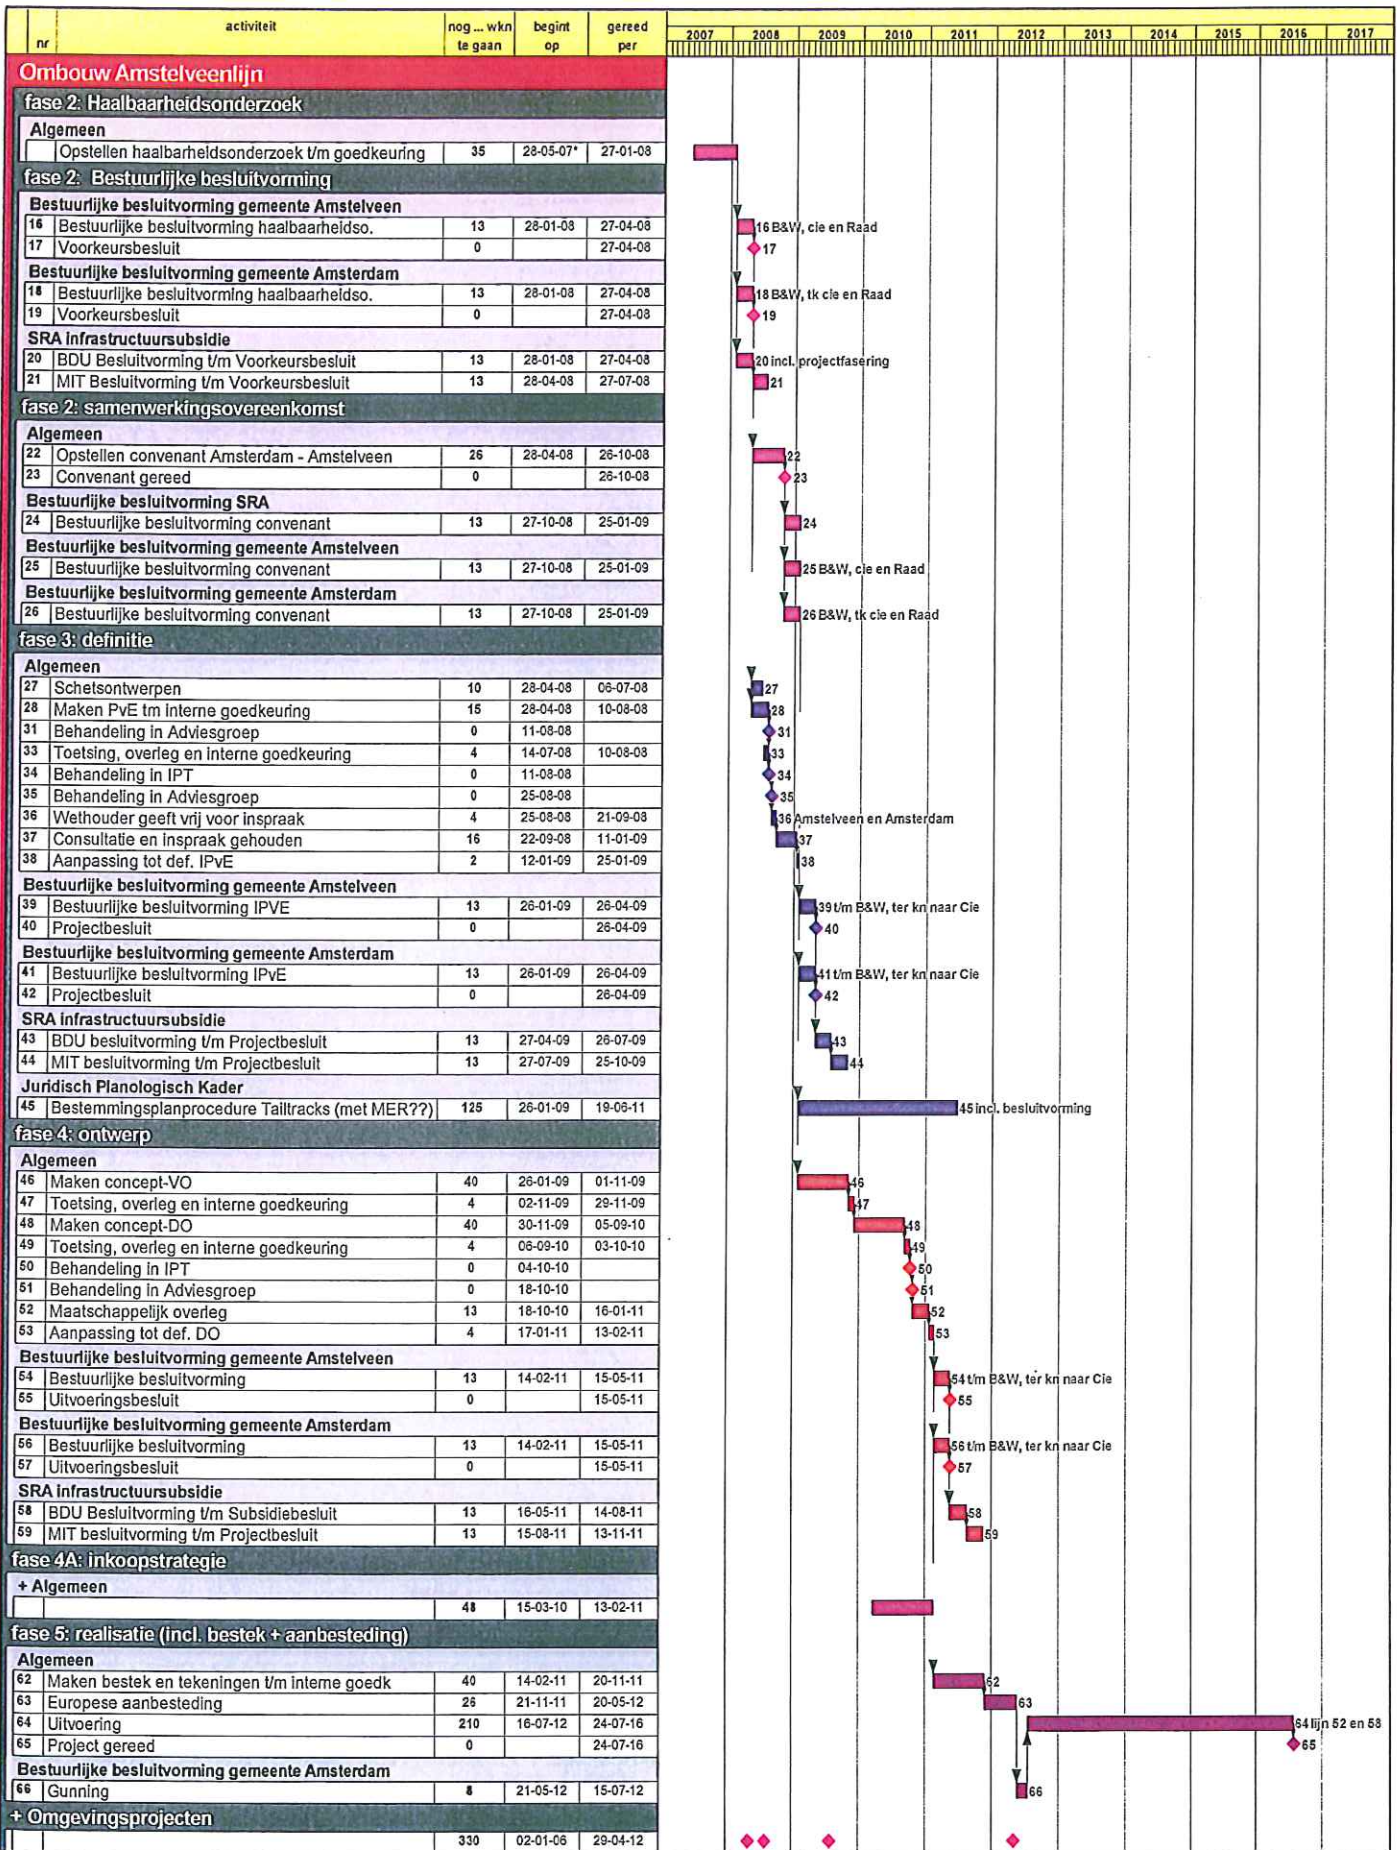 nr activiteit nog ... wkn te gaan begint op gereed per 2007 2008 2009 2010 2011 2012 2013 2014 2015 2016 2017
Ombouw Amstelveenlijn
fase 2: Haalbaarheidsonderzoek
Algemeen
Opstellen haalbarheidsonderzoek t/m goedkeuring 35 28-05-07* 27-01-08
fase 2: Bestuurlijke besluitvorming
Bestuurlijke besluitvorming gemeente Amstelveen
16 Bestuurlijke besluitvorming haalbaarheidso. 13 28-01-08 27-04-08 16 B&W, cie en Raad
17 Voorkeursbesluit 0 27-04-08 17
Bestuurlijke besluitvorming gemeente Amsterdam
18 Bestuurlijke besluitvorming haalbaarheidso. 13 28-01-08 27-04-08 18 B&W, tk cie en Raad
19 Voorkeursbesluit 0 27-04-08 19
SRA infrastructuursubsidie
20 BDU Besluitvorming t/m Voorkeursbesluit 13 28-01-08 27-04-08 20 incl. projectfasering
21 MIT Besluitvorming t/m Voorkeursbesluit 13 28-04-08 27-07-08 21
fase 2: samenwerkingsovereenkomst
Algemeen
22 Opstellen convenant Amsterdam - Amstelveen 26 28-04-08 26-10-08 22
23 Convenant gereed 0 26-10-08 23
Bestuurlijke besluitvorming SRA
24 Bestuurlijke besluitvorming convenant 13 27-10-08 25-01-09 24
Bestuurlijke besluitvorming gemeente Amstelveen
25 Bestuurlijke besluitvorming convenant 13 27-10-08 25-01-09 25 B&W, cie en Raad
Bestuurlijke besluitvorming gemeente Amsterdam
26 Bestuurlijke besluitvorming convenant 13 27-10-08 25-01-09 26 B&W, tk cie en Raad
fase 3: definitie
Algemeen
27 Schetsontwerpen 10 28-04-08 06-07-08 27
28 Maken PvE tm interne goedkeuring 15 28-04-08 10-08-08 28
31 Behandeling in Adviesgroep 0 11-08-08 31
33 Toetsing, overleg en interne goedkeuring 4 14-07-08 10-08-08 33
34 Behandeling in IPT 0 11-08-08 34
35 Behandeling in Adviesgroep 0 25-08-08 35
36 Wethouder geeft vrij voor inspraak 4 25-08-08 21-09-08 36 Amstelveen en Amsterdam
37 Consultatie en inspraak gehouden 16 22-09-08 11-01-09 37
38 Aanpassing tot def. IPvE 2 12-01-09 25-01-09 38
Bestuurlijke besluitvorming gemeente Amstelveen
39 Bestuurlijke besluitvorming IPVE 13 26-01-09 26-04-09 39 t/m B&W, ter kn naar Cie
40 Projectbesluit 0 26-04-09 40
Bestuurlijke besluitvorming gemeente Amsterdam
41 Bestuurlijke besluitvorming IPvE 13 26-01-09 26-04-09 41 t/m B&W, ter kn naar Cie
42 Projectbesluit 0 26-04-09 42
SRA infrastructuursubsidie
43 BDU besluitvorming t/m Projectbesluit 13 27-04-09 26-07-09 43
44 MIT besluitvorming t/m Projectbesluit 13 27-07-09 25-10-09 44
Juridisch Planologisch Kader
45 Bestemmingsplanprocedure Tailtracks (met MER??) 125 26-01-09 19-06-11 45 incl. besluitvorming
fase 4: ontwerp
Algemeen
46 Maken concept-VO 40 26-01-09 01-11-09 46
47 Toetsing, overleg en interne goedkeuring 4 02-11-09 29-11-09 47
48 Maken concept-DO 40 30-11-09 05-09-10 48
49 Toetsing, overleg en interne goedkeuring 4 06-09-10 03-10-10 49
50 Behandeling in IPT 0 04-10-10 50
51 Behandeling in Adviesgroep 0 18-10-10 51
52 Maatschappelijk overleg 13 18-10-10 16-01-11 52
53 Aanpassing tot def. DO 4 17-01-11 13-02-11 53
Bestuurlijke besluitvorming gemeente Amstelveen
54 Bestuurlijke besluitvorming 13 14-02-11 15-05-11 54 t/m B&W, ter kn naar Cie
55 Uitvoeringsbesluit 0 15-05-11 55
Bestuurlijke besluitvorming gemeente Amsterdam
56 Bestuurlijke besluitvorming 13 14-02-11 15-05-11 56 t/m B&W, ter kn naar Cie
57 Uitvoeringsbesluit 0 15-05-11 57
SRA infrastructuursubsidie
58 BDU Besluitvorming t/m Subsidiebesluit 13 16-05-11 14-08-11 58
59 MIT besluitvorming t/m Projectbesluit 13 15-08-11 13-11-11 59
fase 4A: inkoopstrategie
+ Algemeen
48 15-03-10 13-02-11
fase 5: realisatie (incl. bestek + aanbesteding)
Algemeen
62 Maken bestek en tekeningen t/m interne goedk 40 14-02-11 20-11-11 62
63 Europese aanbesteding 26 21-11-11 20-05-12 63
64 Uitvoering 210 16-07-12 24-07-16 64 lijn 52 en 58
65 Project gereed 0 24-07-16 65
Bestuurlijke besluitvorming gemeente Amsterdam
66 Gunning 8 21-05-12 15-07-12 66
+ Omgevingsprojecten
330 02-01-06 29-04-12